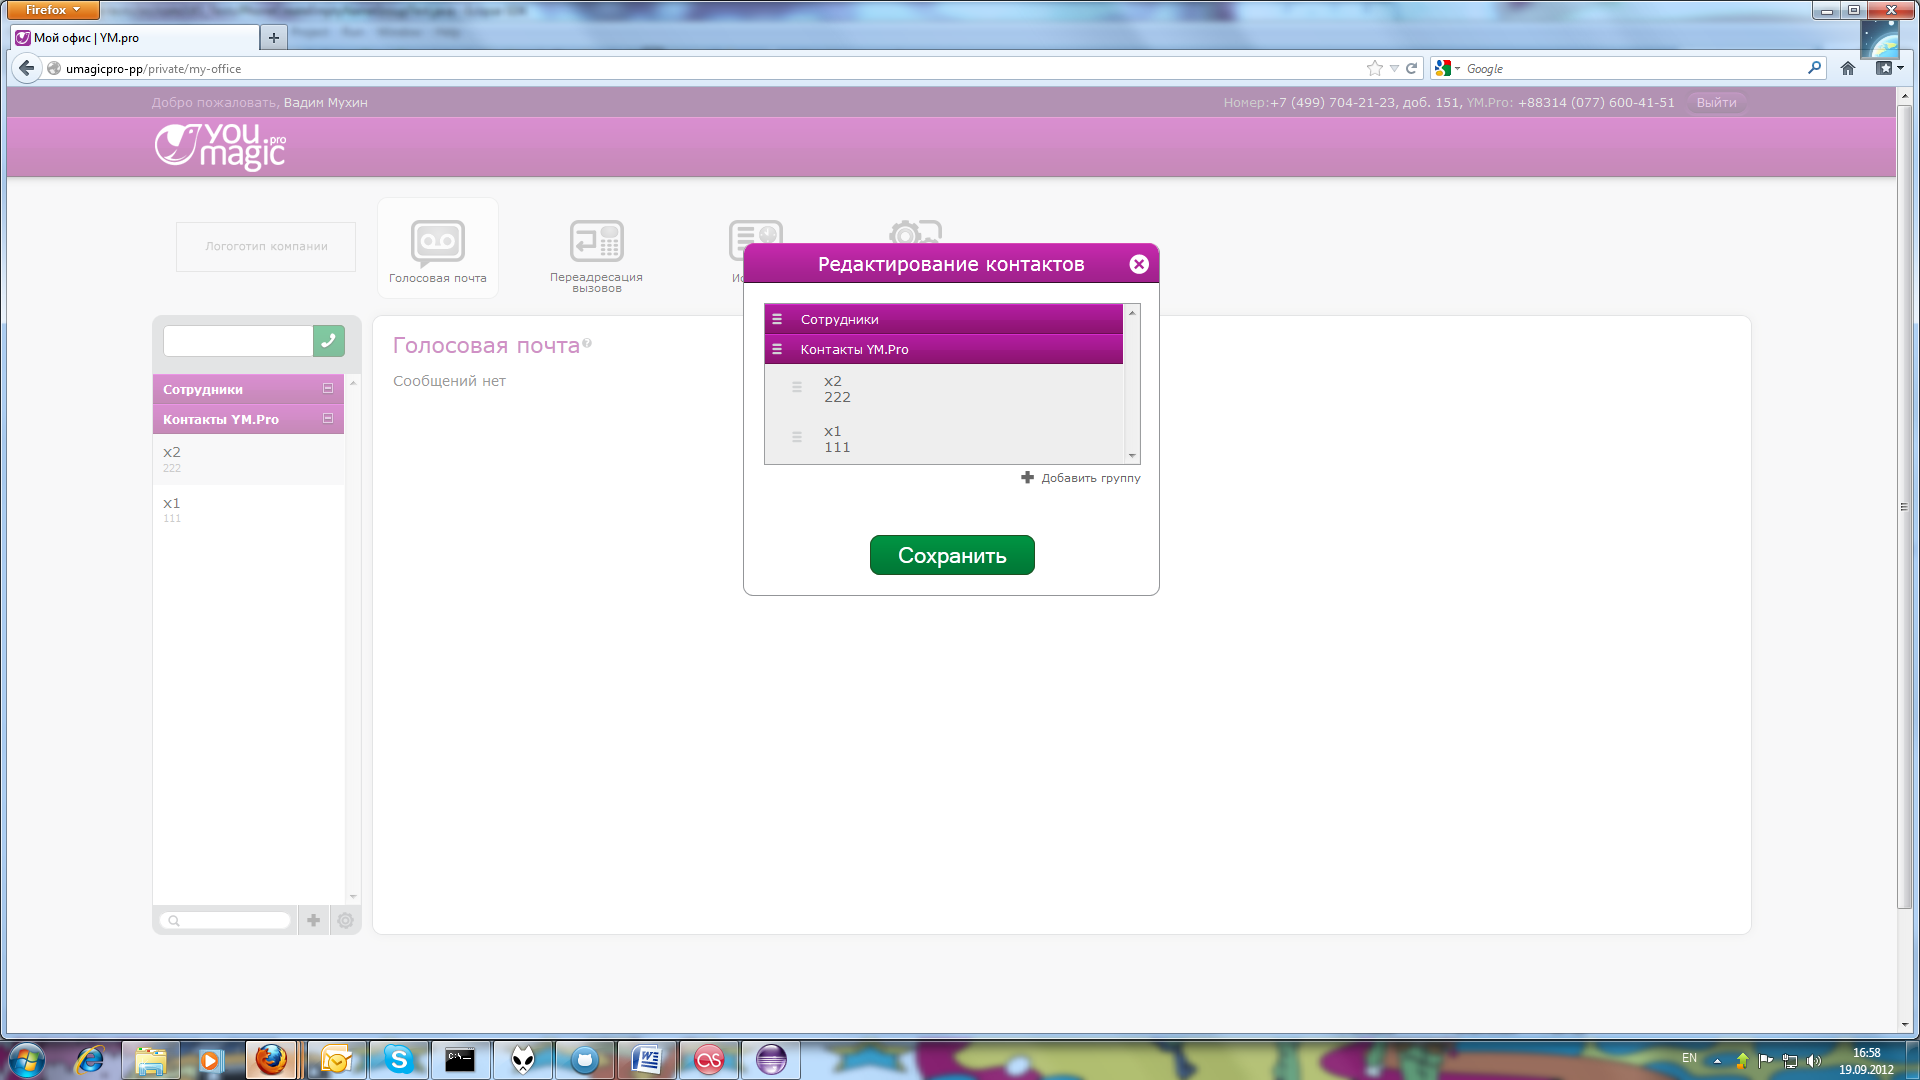 Firefox
Мой офис | YM.pro
umagicpro-pp/private/my-office
Google
Добро пожаловать, Вадим Мухин
Номер:+7 (499) 704-21-23, доб. 151, YM.Pro: +88314 (077) 600-41-51
Выйти
you
magic
pro
Логоготип компании
Голосовая почта
Переадресация
вызовов
Ис
Редактирование контактов
Сотрудники
Контакты YM.Pro
x2
222
x1
111
Добавить группу
Сохранить
Голосовая почта
Сообщений нет
Сотрудники
Контакты YM.Pro
x2
222
x1
111
EN
16:58
19.09.2012